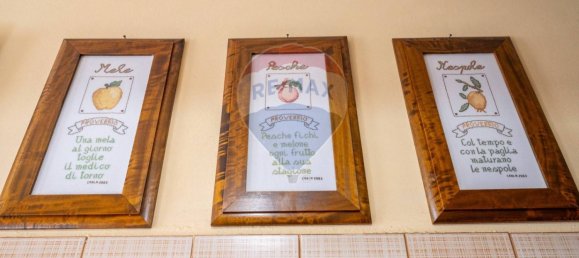 Mele
PROVERBIO
Una mela
al giorno
toglie
il medico
di torno
Pesche
PROVERBIO
Pesche fichi
e melone
ogni frutto
alla sua
stagione
Nespole
PROVERBIO
Col tempo e
con la paglia
maturano
le nespole
RE/MAX